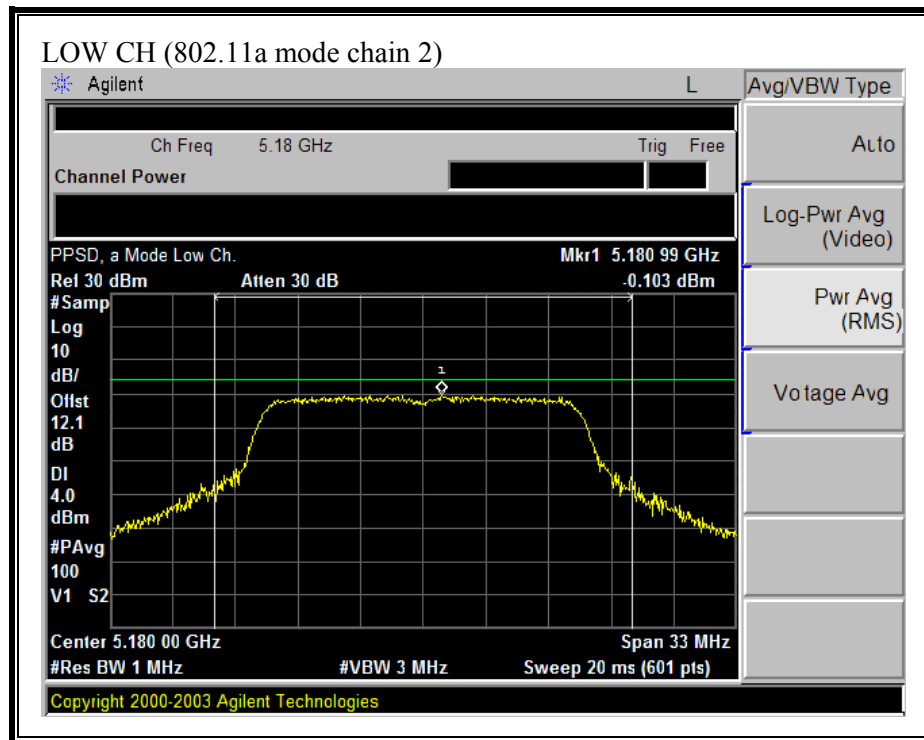 LOW CH (802.11a mode chain 2)
Agilent L
Avg/VBW Type
Ch Freq 5.18 GHz Trig Free
Auto
Channel Power
Log-Pwr Avg
(Video)
PPSD, a Mode Low Ch. Mkr1 5.180 99 GHz
Ref 30 dBm Atten 30 dB -0.103 dBm
Pwr Avg
(RMS)
#Samp
Log
10
dB/
1
Offst
12.1
dB
Voltage Avg
DI
4.0
dBm
#PAvg
100
V1 S2
Center 5.180 00 GHz Span 33 MHz
#Res BW 1 MHz #VBW 3 MHz Sweep 20 ms (601 pts)
Copyright 2000-2003 Agilent Technologies